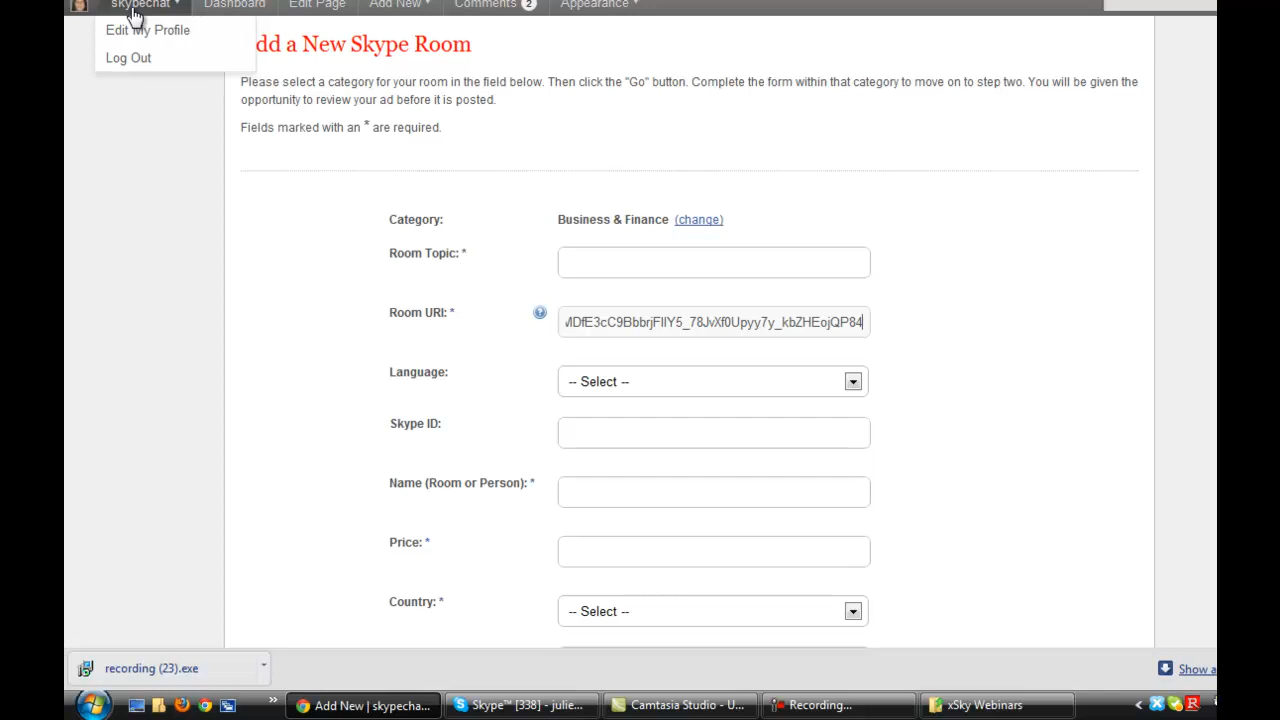 skypechat Dashboard Edit Page Add New Comments 2 Appearance
Edit My Profile
Log Out
dd a New Skype Room
Please select a category for your room in the field below. Then click the "Go" button. Complete the form within that category to move on to step two. You will be given the
opportunity to review your ad before it is posted.
Fields marked with an * are required.
Category: Business & Finance (change)
Room Topic: *
Room URI: * ? MDfE3cC9BbbrjFIlY5_78JvXf0Upyy7y_kbZHEojQP84
Language: -- Select --
Skype ID:
Name (Room or Person): *
Price: *
Country: * -- Select --
recording (23).exe Show a
Add New | skypecha... Skype™ [338] - julie... Camtasia Studio - U... Recording... xSky Webinars